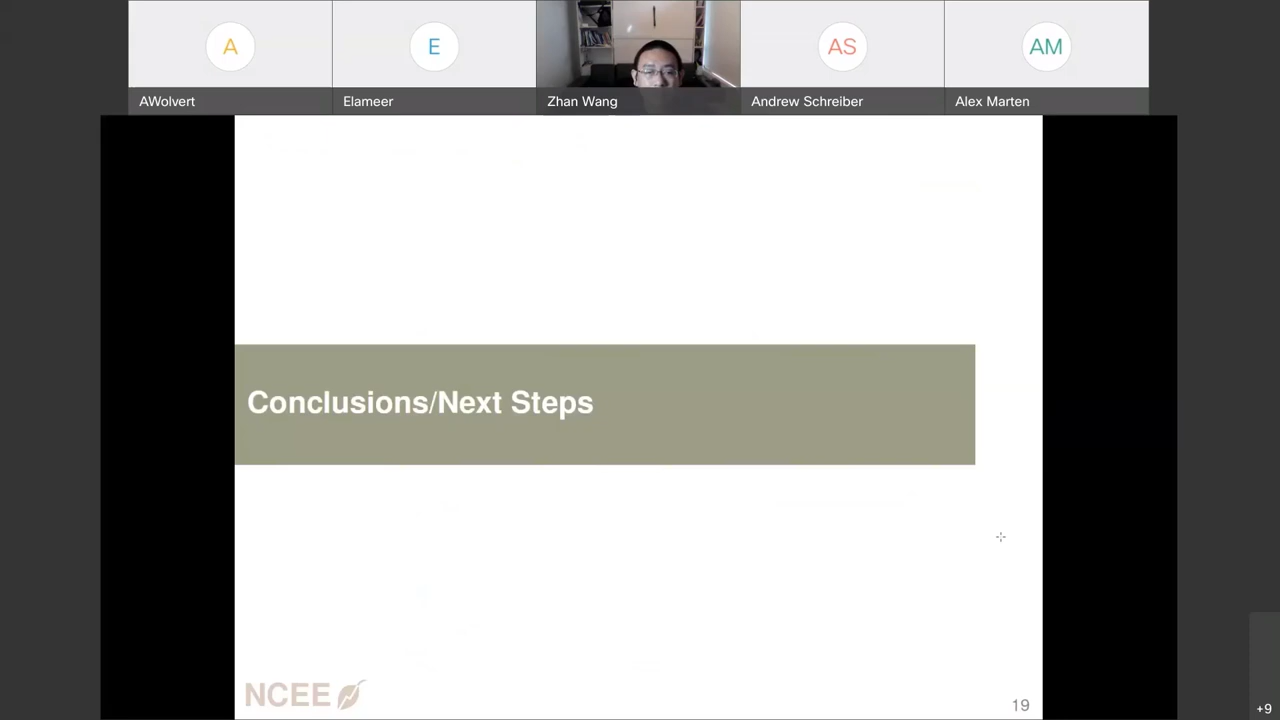 A
E
AS
AM
AWolvert
Elameer
Zhan Wang
Andrew Schreiber
Alex Marten
Conclusions/Next Steps
NCEE
19
+9